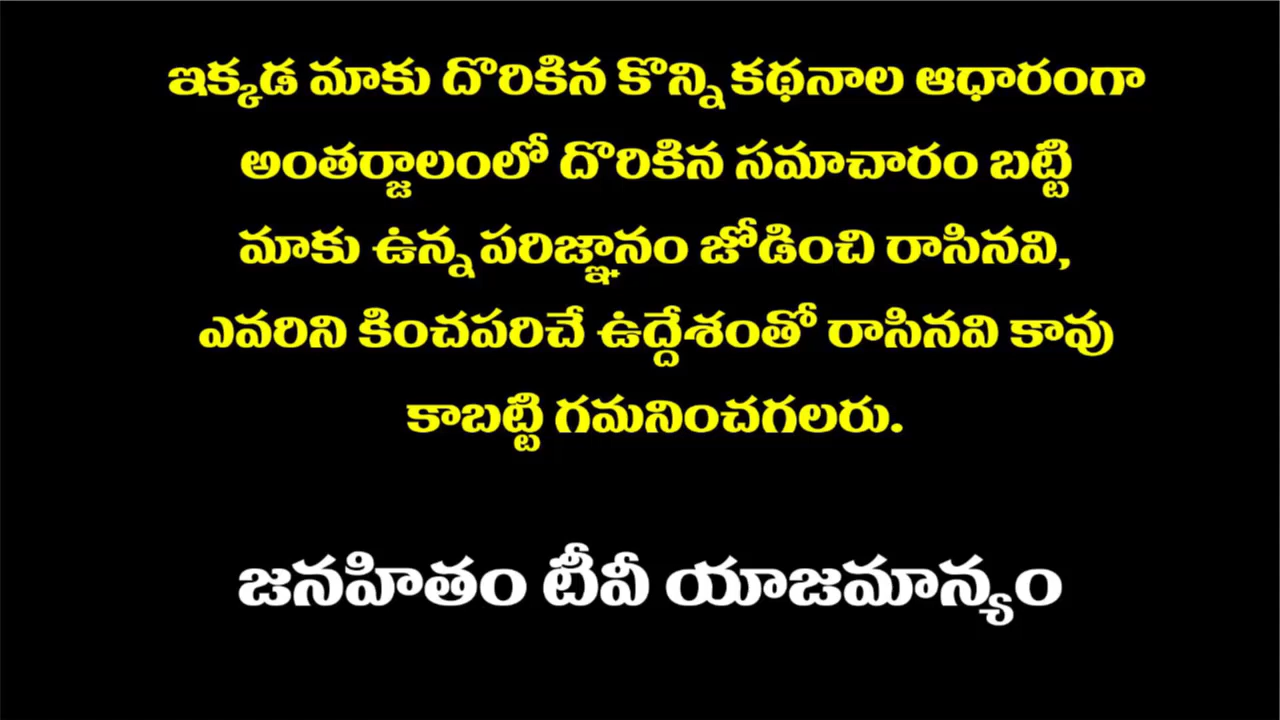 ఇక్కడ మాకు దొరికిన కొన్ని కథనాల ఆధారంగా
అంతర్జాలంలో దొరికిన సమాచారం బట్టి
మాకు ఉన్న పరిజ్ఞానం జోడించి రాసినవి,
ఎవరిని కించపరిచే ఉద్దేశంతో రాసినవి కావు
కాబట్టి గమనించగలరు.
జనహితం టీవీ యాజమాన్యం